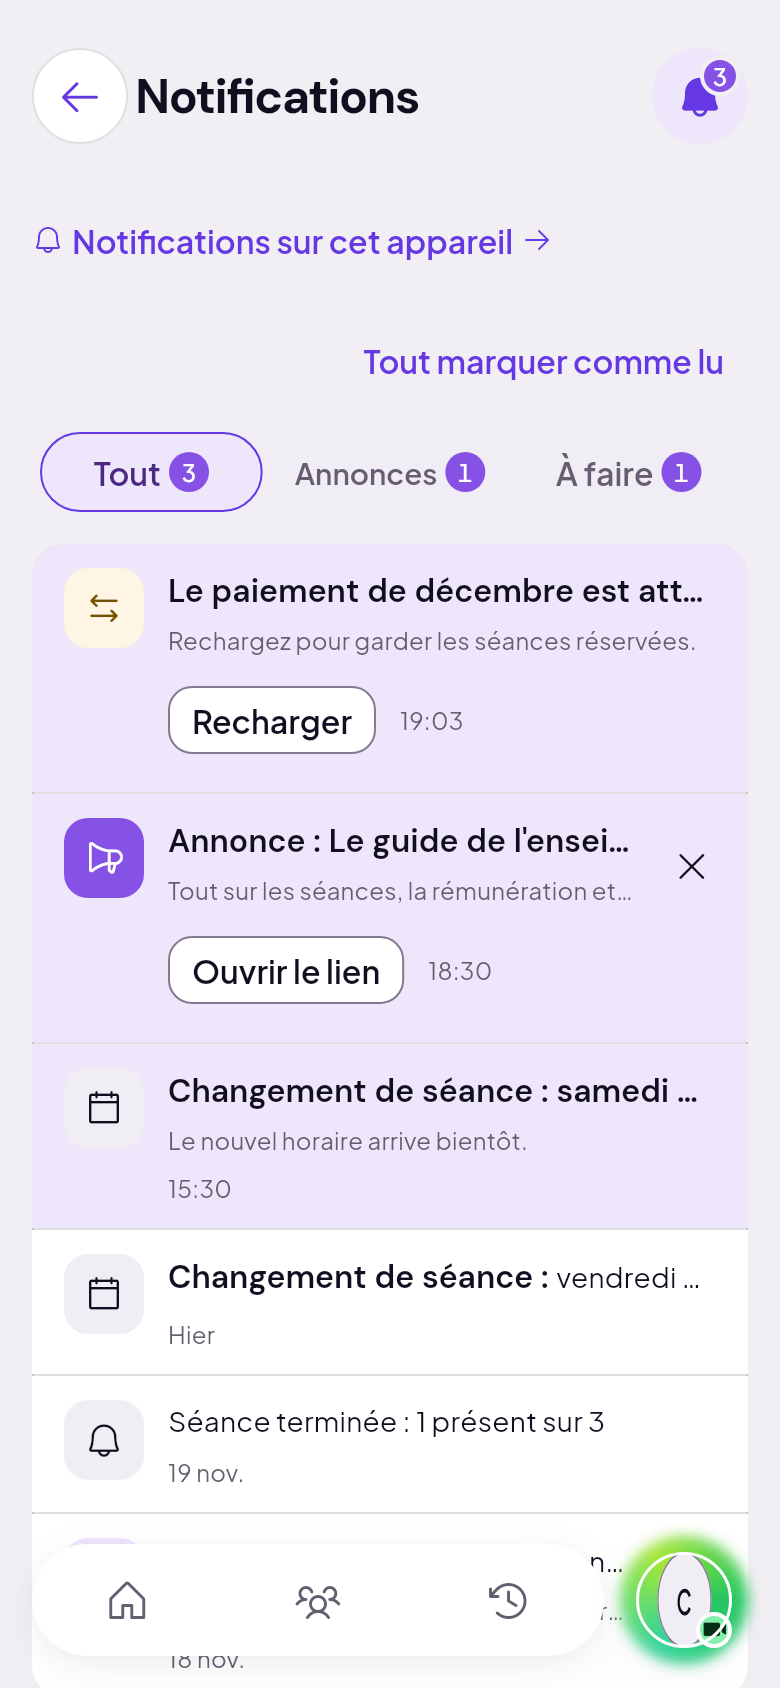 Notifications
3
Notifications sur cet appareil
Tout marquer comme lu
Tout 3
Annonces 1
À faire 1
Le paiement de décembre est att...
Rechargez pour garder les séances réservées.
Recharger 19:03
Annonce : Le guide de l'ensei...
Tout sur les séances, la rémunération et...
Ouvrir le lien 18:30
Changement de séance : samedi ...
Le nouvel horaire arrive bientôt.
15:30
Changement de séance : vendredi ...
Hier
Séance terminée : 1 présent sur 3
19 nov.
n...
r...
18 nov.
C